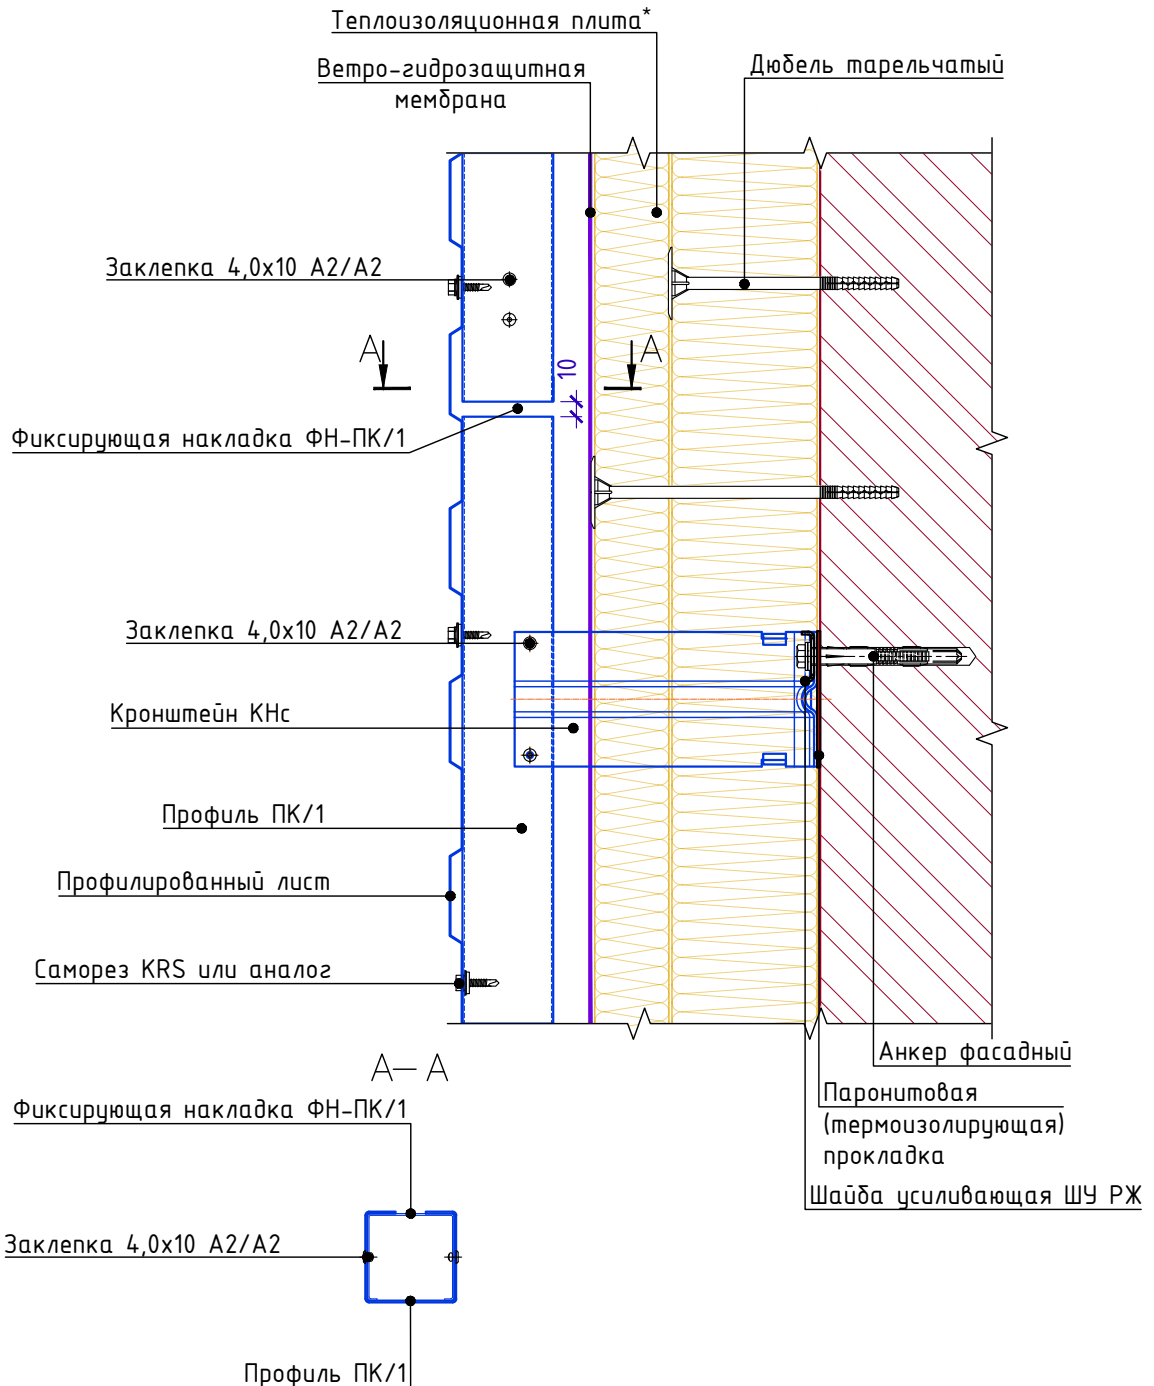 Теплоизоляционная плита*
Ветро-гидрозащитная
мембрана
Дюбель тарельчатый
Заклепка 4,0х10 А2/А2
А
А
10
Фиксирующая накладка ФН-ПК/1
Заклепка 4,0х10 А2/А2
Кронштейн КНс
Профиль ПК/1
Профилированный лист
Саморез KRS или аналог
Анкер фасадный
А- А
Паронитовая
(термоизолирующая)
прокладка
Фиксирующая накладка ФН-ПК/1
Шайба усиливающая ШУ РЖ
Заклепка 4,0х10 А2/А2
Профиль ПК/1